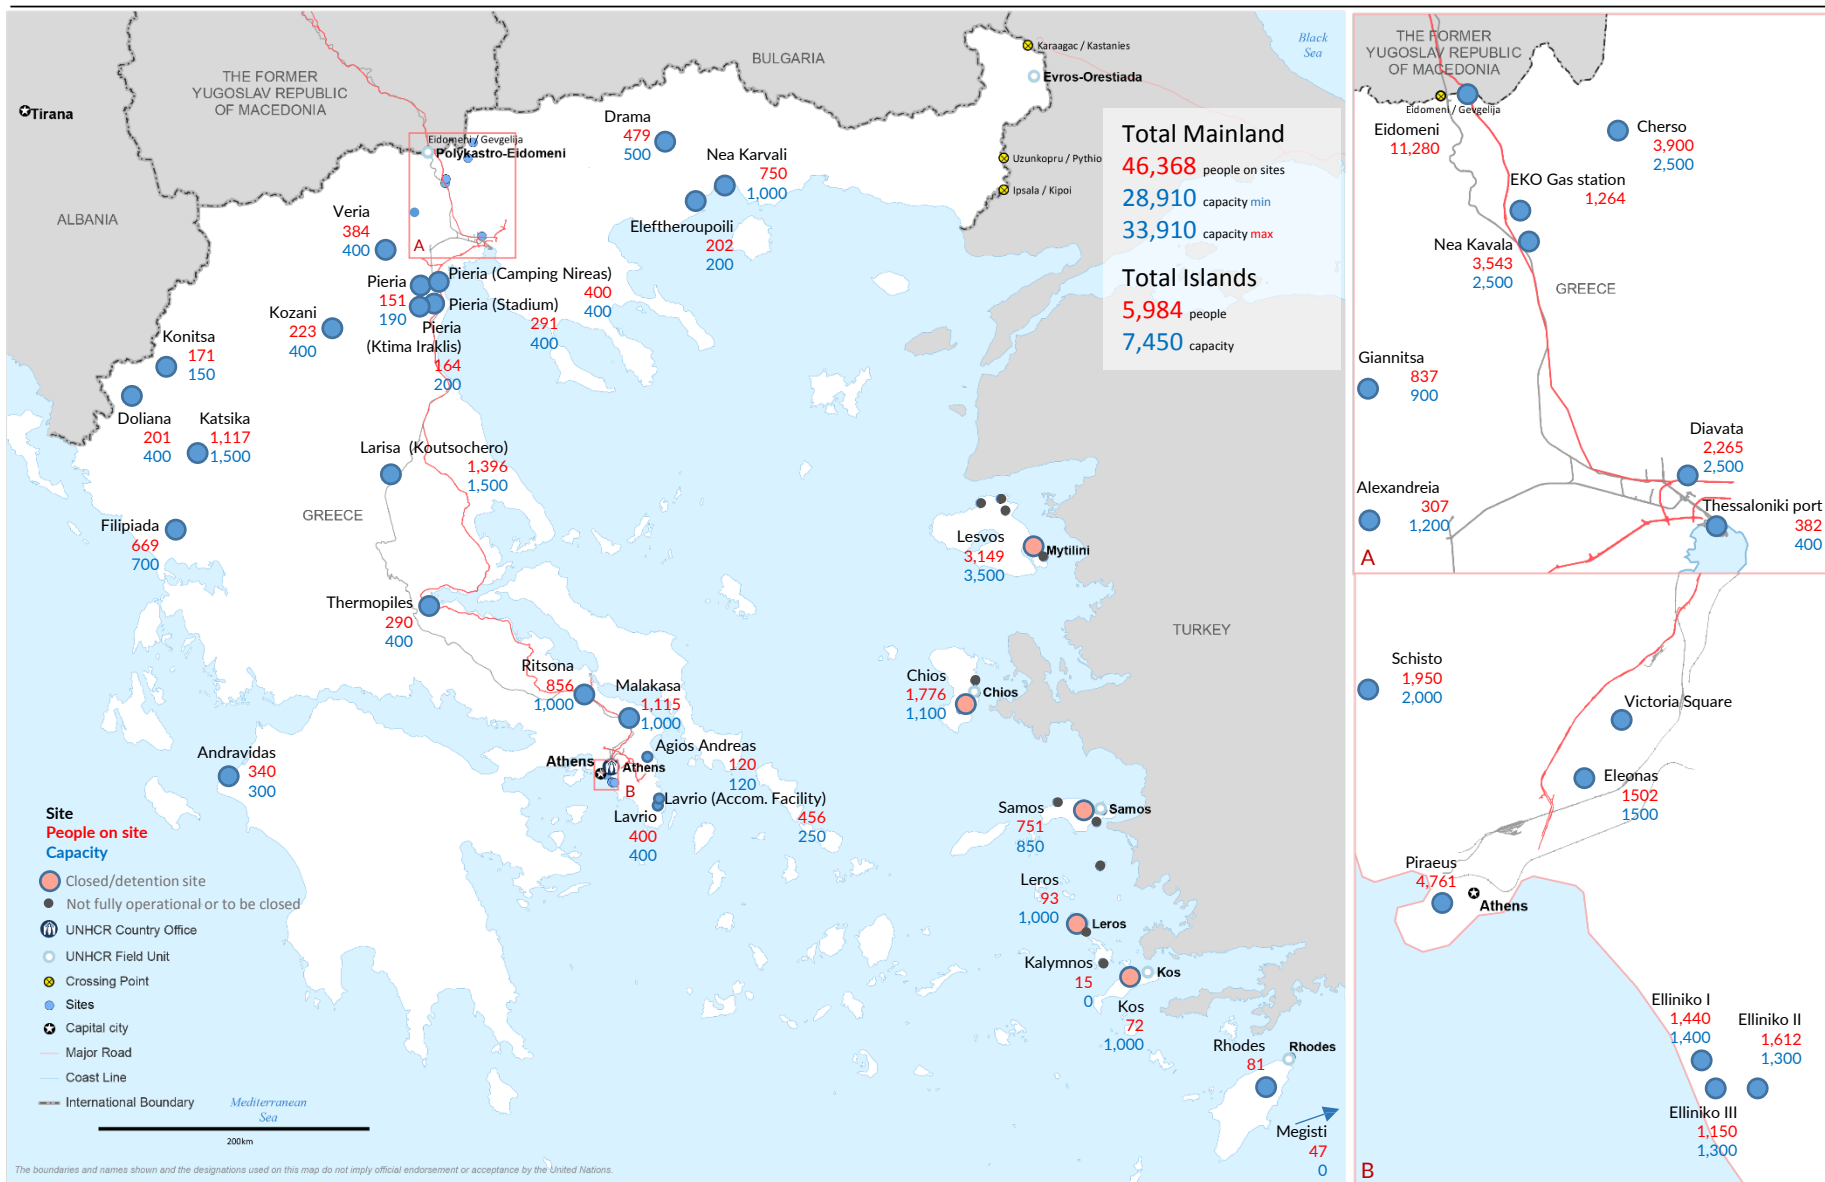 THE FORMER
YUGOSLAV REPUBLIC
OF MACEDONIA
BULGARIA
Black
Sea
Karaagac / Kastanies
Evros-Orestiada
Tirana
ALBANIA
Eidomeni / Gevgelija
Polykastro-Eidomeni
Drama
479
500
Nea Karvali
750
1,000
Eleftheroupoili
202
200
Uzunkopru / Pythio
Ipsala / Kipoi
Total Mainland
46,368 people on sites
28,910 capacity min
33,910 capacity max
Total Islands
5,984 people
7,450 capacity
Veria
384
400
A
Pieria
151
190
Pieria (Camping Nireas)
400
400
Pieria (Stadium)
291
400
Pieria
(Ktima Iraklis)
164
200
Kozani
223
400
Konitsa
171
150
Doliana
201
400
Katsika
1,117
1,500
Larisa (Koutsochero)
1,396
1,500
GREECE
Filipiada
669
700
Thermopiles
290
400
Ritsona
856
1,000
Malakasa
1,115
1,000
Agios Andreas
120
120
Athens
Athens
B
Lavrio (Accom. Facility)
456
250
Lavrio
400
400
Andravidas
340
300
Lesvos
3,149
3,500
Mytilini
TURKEY
Chios
1,776
1,100
Chios
Samos
751
850
Samos
Leros
93
1,000
Leros
Kalymnos
15
0
Kos
Kos
72
1,000
Rhodes
81
Rhodes
Megisti
47
0
Site
People on site
Capacity
Closed/detention site
Not fully operational or to be closed
UNHCR Country Office
UNHCR Field Unit
Crossing Point
Sites
Capital city
Major Road
Coast Line
International Boundary
Mediterranean
Sea
200km
The boundaries and names shown and the designations used on this map do not imply official endorsement or acceptance by the United Nations.
THE FORMER
YUGOSLAV REPUBLIC
OF MACEDONIA
Eidomeni / Gevgelija
Eidomeni
11,280
Cherso
3,900
2,500
EKO Gas station
1,264
Nea Kavala
3,543
2,500
GREECE
Giannitsa
837
900
Diavata
2,265
2,500
Alexandreia
307
1,200
Thessaloniki port
382
400
A
Schisto
1,950
2,000
Victoria Square
Eleonas
1502
1500
Piraeus
4,761
Athens
Elliniko I
1,440
1,400
Elliniko II
1,612
1,300
Elliniko III
1,150
1,300
B